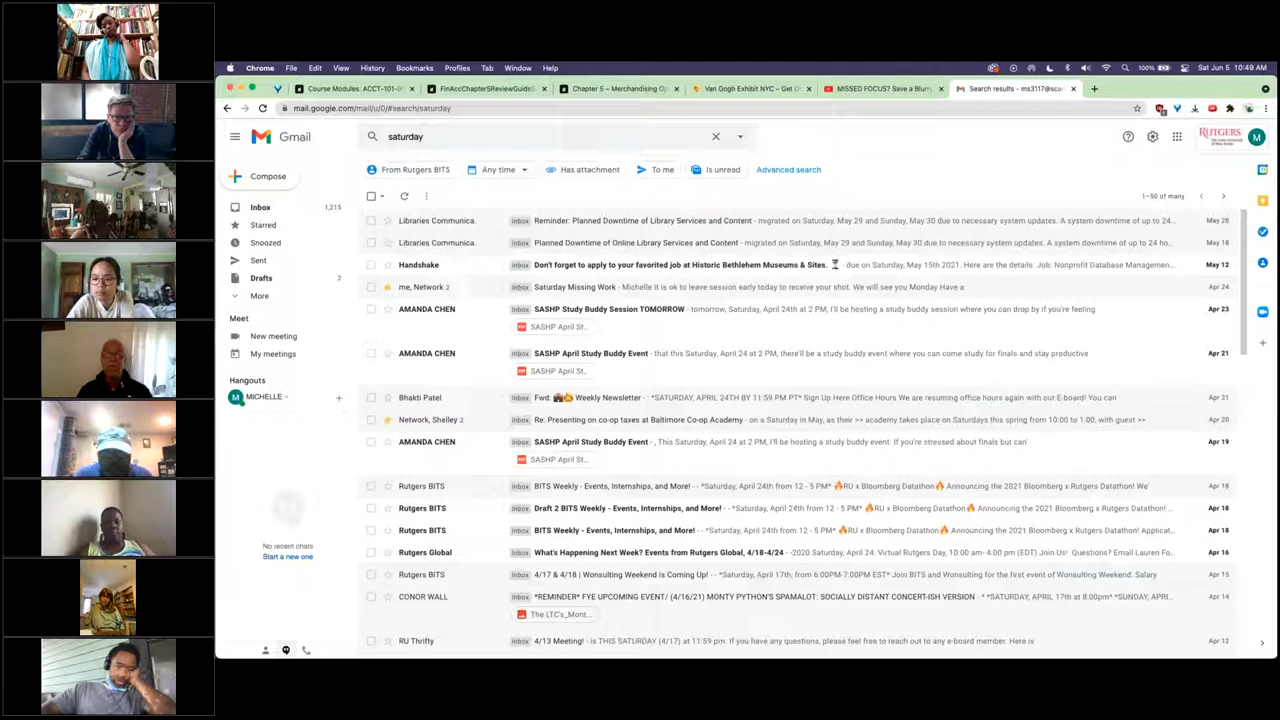 Chrome File Edit View History Bookmarks Profiles Tab Window Help 100% Sat Jun 5 10:49 AM
Course Modules: ACCT-101- FinAccChapter5ReviewGuide Chapter 5 – Merchandising Op Van Gogh Exhibit NYC – Get MISSED FOCUS? Save a Blurr Search results - ms3117@sca
mail.google.com/mail/u/0/#search/saturday
Gmail saturday RUTGERS M
From Rutgers BITS Any time Has attachment To me Is unread Advanced search
Compose
1–50 of many
Inbox 1,215
Starred
Snoozed
Sent
Drafts 2
More
Meet
New meeting
My meetings
Hangouts
M MICHELLE
No recent chats
Start a new one
Libraries Communica. Inbox Reminder: Planned Downtime of Library Services and Content - migrated on Saturday, May 29 and Sunday, May 30 due to necessary system updates. A system downtime of up to 24... May 28
Libraries Communica. Inbox Planned Downtime of Online Library Services and Content - migrated on Saturday, May 29 and Sunday, May 30 due to necessary system updates. A system downtime of up to 24 ho... May 18
Handshake Inbox Don't forget to apply to your favorited job at Historic Bethlehem Museums & Sites. ⏳ - due on Saturday, May 15th 2021. Here are the details: Job: Nonprofit Database Managemen... May 12
me, Network 2 Inbox Saturday Missing Work - Michelle It is ok to leave session early today to receive your shot. We will see you Monday Have a Apr 24
AMANDA CHEN Inbox SASHP Study Buddy Session TOMORROW - tomorrow, Saturday, April 24th at 2 PM, I'll be hosting a study buddy session where you can drop by if you're feeling Apr 23
PDF SASHP April St...
AMANDA CHEN Inbox SASHP April Study Buddy Event - that this Saturday, April 24 at 2 PM, there'll be a study buddy event where you can come study for finals and stay productive Apr 21
PDF SASHP April St...
Bhakti Patel Inbox Fwd: Weekly Newsletter - *SATURDAY, APRIL 24TH BY 11:59 PM PT* Sign Up Here Office Hours We are resuming office hours again with our E-board! You can Apr 21
Network, Shelley 2 Inbox Re: Presenting on co-op taxes at Baltimore Co-op Academy - on a Saturday in May, as their >> academy takes place on Saturdays this spring from 10:00 to 1.00, with guest >> Apr 20
AMANDA CHEN Inbox SASHP April Study Buddy Event - , This Saturday, April 24 at 2 PM, I'll be hosting a study buddy event. If you're stressed about finals but can' Apr 19
PDF SASHP April St...
Rutgers BITS Inbox BITS Weekly - Events, Internships, and More! - *Saturday, April 24th from 12 - 5 PM* 🔥RU x Bloomberg Datathon🔥 Announcing the 2021 Bloomberg x Rutgers Datathon! We' Apr 18
Rutgers BITS Inbox Draft 2 BITS Weekly - Events, Internships, and More! - *Saturday, April 24th from 12 - 5 PM* 🔥RU x Bloomberg Datathon🔥 Announcing the 2021 Bloomberg x Rutgers Datathon! ... Apr 18
Rutgers BITS Inbox BITS Weekly - Events, Internships, and More! - *Saturday, April 24th from 12 - 5 PM* 🔥RU x Bloomberg Datathon🔥 Announcing the 2021 Bloomberg x Rutgers Datathon! Applicat... Apr 18
Rutgers Global Inbox What's Happening Next Week? Events from Rutgers Global, 4/18-4/24 - -2020 Saturday, April 24: Virtual Rutgers Day, 10:00 am- 4:00 pm (EDT) Join Us! Questions? Email Lauren Fo... Apr 16
Rutgers BITS Inbox 4/17 & 4/18 | Wonsulting Weekend is Coming Up! - *Saturday, April 17th, from 6:00PM-7:00PM EST* Join BITS and Wonsulting for the first event of Wonsulting Weekend: Salary Apr 15
CONOR WALL Inbox *REMINDER* FYE UPCOMING EVENT/ (4/16/21) MONTY PYTHON'S SPAMALOT: SOCIALLY DISTANT CONCERT-ISH VERSION - * *SATURDAY, APRIL 17th at 8:00pm* *SUNDAY, APRI... Apr 14
The LTC's_Mont...
RU Thrifty Inbox 4/13 Meeting! - is THIS SATURDAY (4/17) at 11:59 pm. If you have any questions, please feel free to reach out to any e-board member. Here is Apr 12